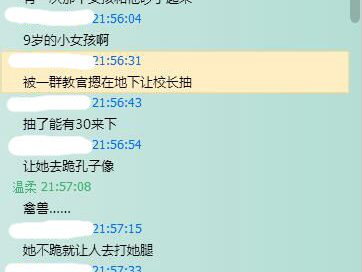 21:56:04
9岁的小女孩啊
21:56:31
被一群教官摁在地下让校长抽
21:56:43
抽了能有30来下
21:56:54
让她去跪孔子像
温柔 21:57:08
禽兽......
21:57:15
她不跪就让人去打她腿
21:57:33